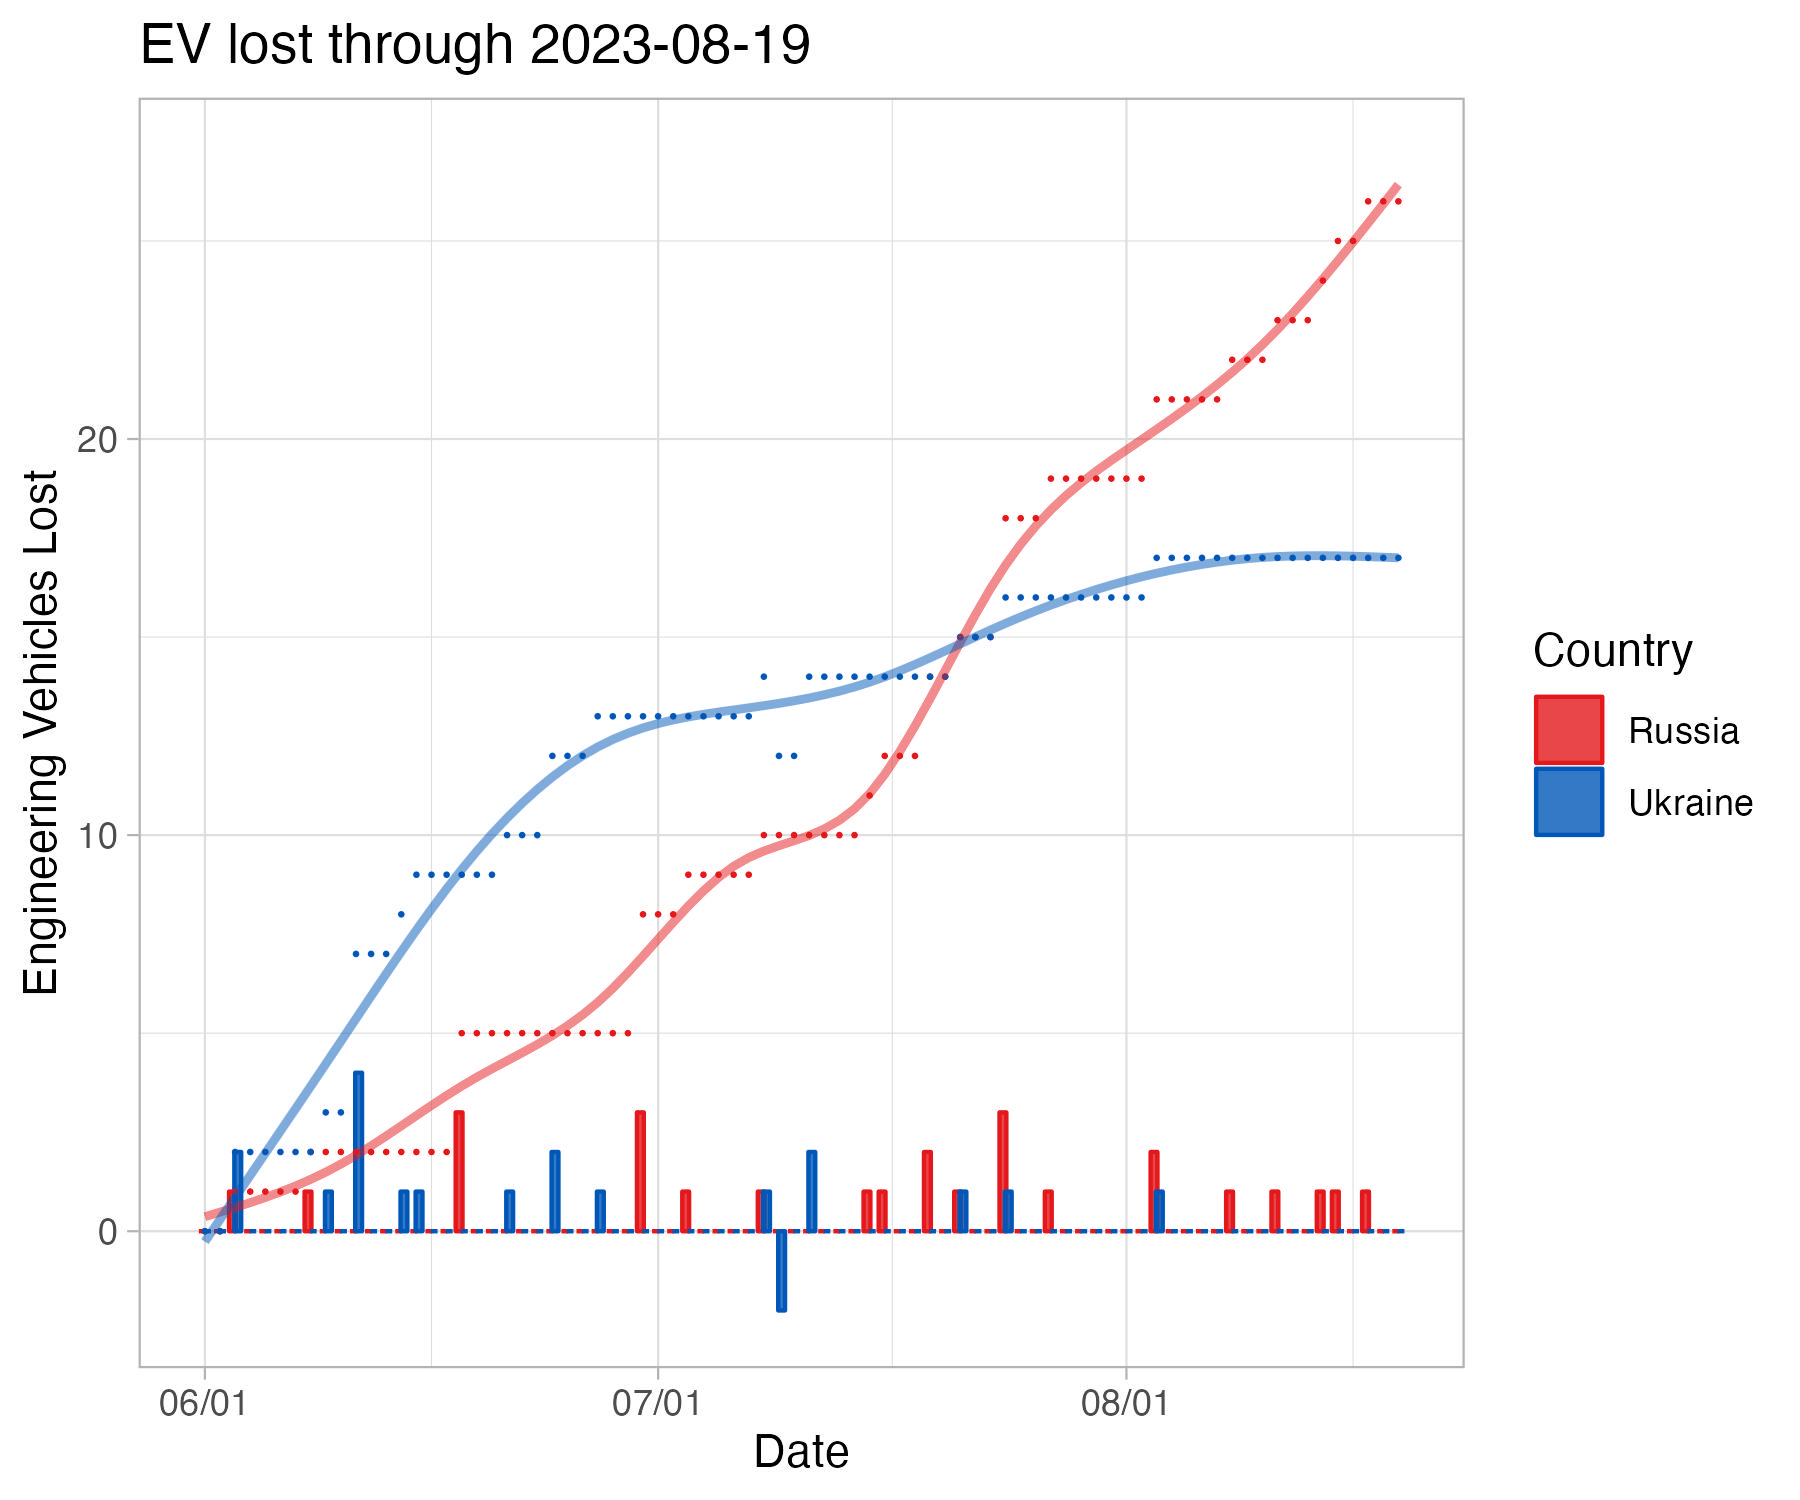 EV lost through 2023-08-19
Engineering Vehicles Lost
20
10
0
06/01
07/01
08/01
Date
Country
Russia
Ukraine